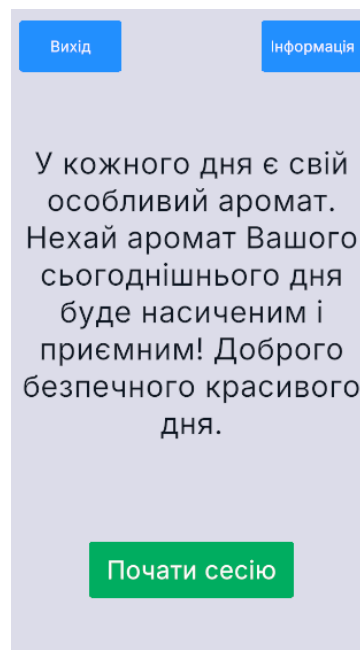 Вихід
Інформація
У кожного дня є свій
особливий аромат.
Нехай аромат Вашого
сьогоднішнього дня
буде насиченим і
приємним! Доброго
безпечного красивого
дня.
Почати сесію